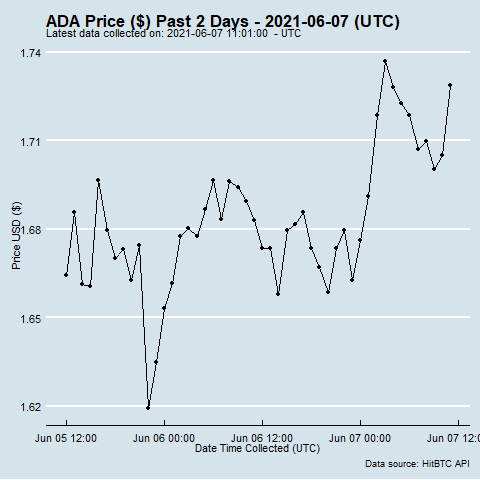 ADA Price ($) Past 2 Days - 2021-06-07 (UTC)
Latest data collected on: 2021-06-07 11:01:00  - UTC
1.74
1.71
1.68
1.65
1.62
Price USD ($)
Jun 05 12:00 Jun 06 00:00 Jun 06 12:00 Jun 07 00:00 Jun 07 12:00
Date Time Collected (UTC)
Data source: HitBTC API